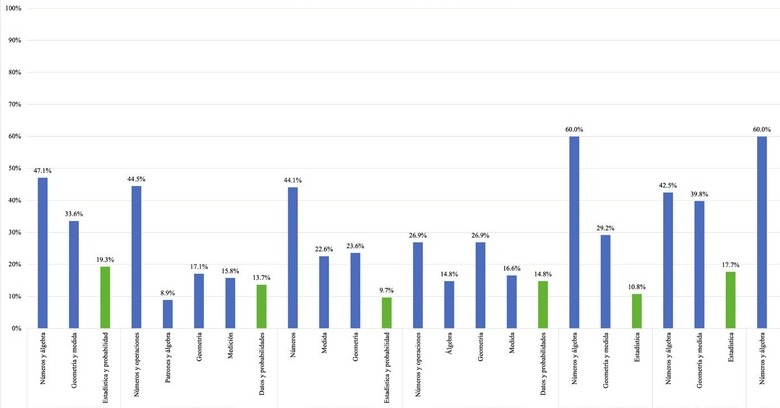 100%
90%
80%
70%
60%
50%
40%
30%
20%
10%
0%
47.1%
33.6%
19.3%
44.5%
8.9%
17.1%
15.8%
13.7%
44.1%
22.6%
23.6%
9.7%
26.9%
14.8%
26.9%
16.6%
14.8%
60.0%
29.2%
10.8%
42.5%
39.8%
17.7%
60.0%
Números y álgebra
Geometría y medida
Estadística y probabilidad
Números y operaciones
Patrones y álgebra
Geometría
Medición
Datos y probabilidades
Números
Medida
Geometría
Estadística y probabilidad
Números y operaciones
Álgebra
Geometría
Medida
Datos y probabilidades
Números y álgebra
Geometría y medida
Estadística
Números y álgebra
Geometría y medida
Estadística
Números y álgebra